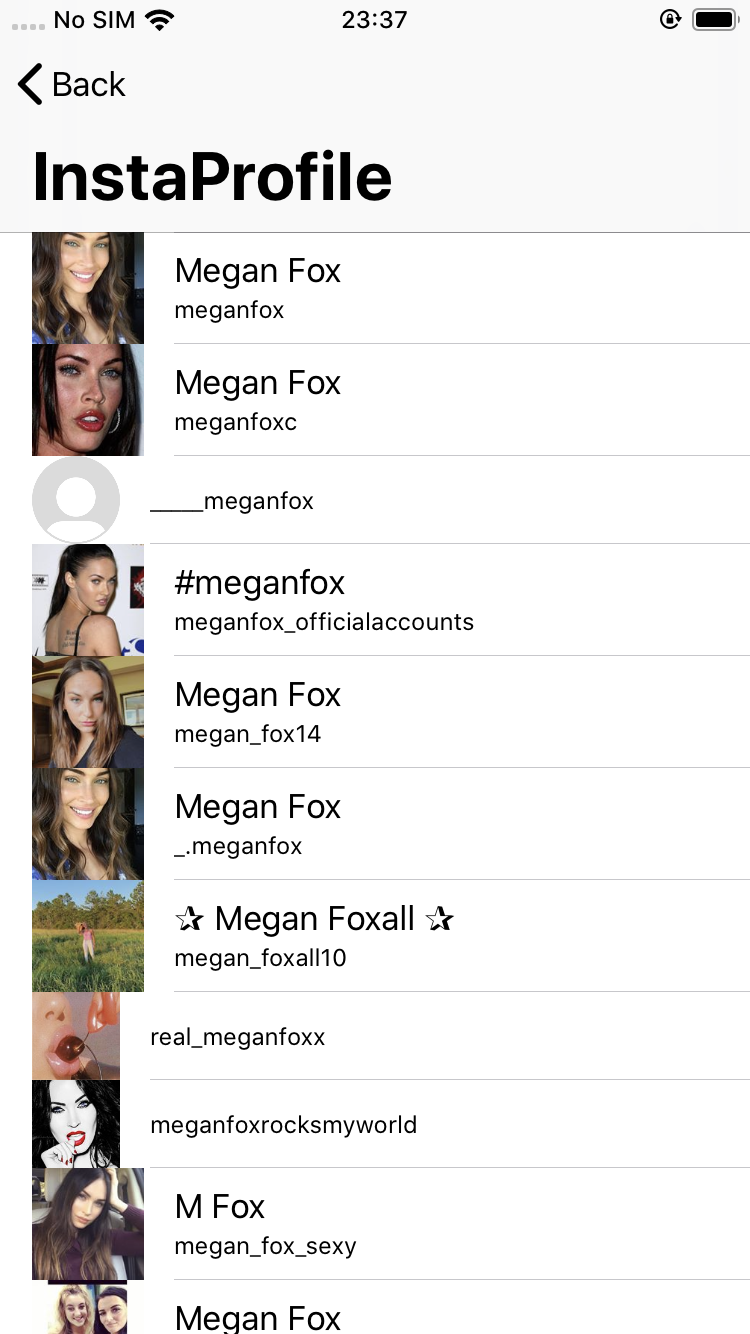 No SIM 23:37
Back
InstaProfile
Megan Fox
meganfox
Megan Fox
meganfoxc
_____meganfox
#meganfox
meganfox_officialaccounts
Megan Fox
megan_fox14
Megan Fox
_.meganfox
✰ Megan Foxall ✰
megan_foxall10
real_meganfoxx
meganfoxrocksmyworld
M Fox
megan_fox_sexy
Megan Fox